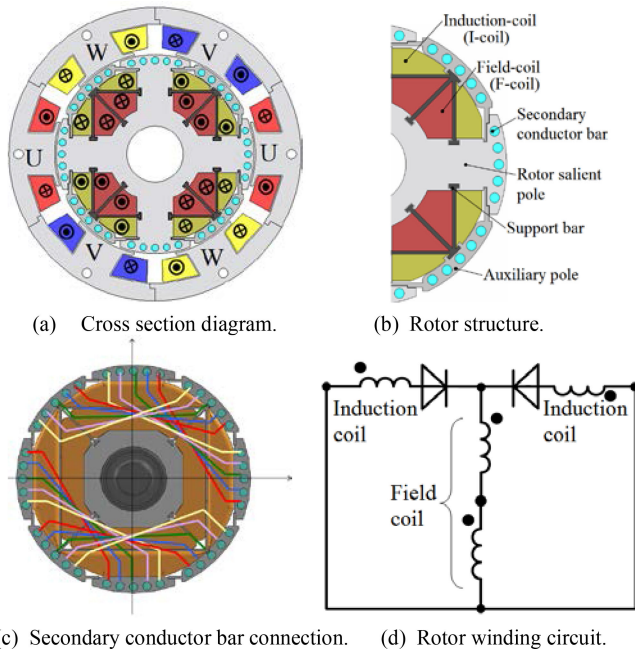 W
V
U
U
V
W
Induction-coil
(I-coil)
Field-coil
(F-coil)
Secondary
conductor bar
Rotor salient
pole
Support bar
Auxiliary pole
(a) Cross section diagram.
(b) Rotor structure.
Induction
coil
Induction
coil
Field
coil
(c) Secondary conductor bar connection.
(d) Rotor winding circuit.